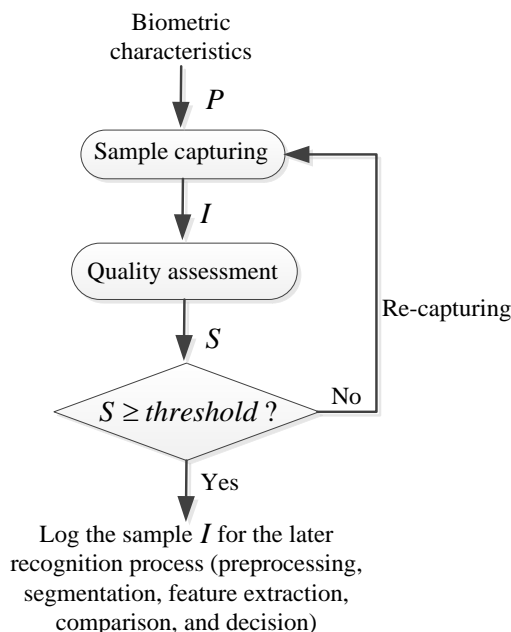 Biometric
characteristics
P
Sample capturing
I
Quality assessment
Re-capturing
S
S ≥ threshold ?
No
Yes
Log the sample I for the later
recognition process (preprocessing,
segmentation, feature extraction,
comparison, and decision)